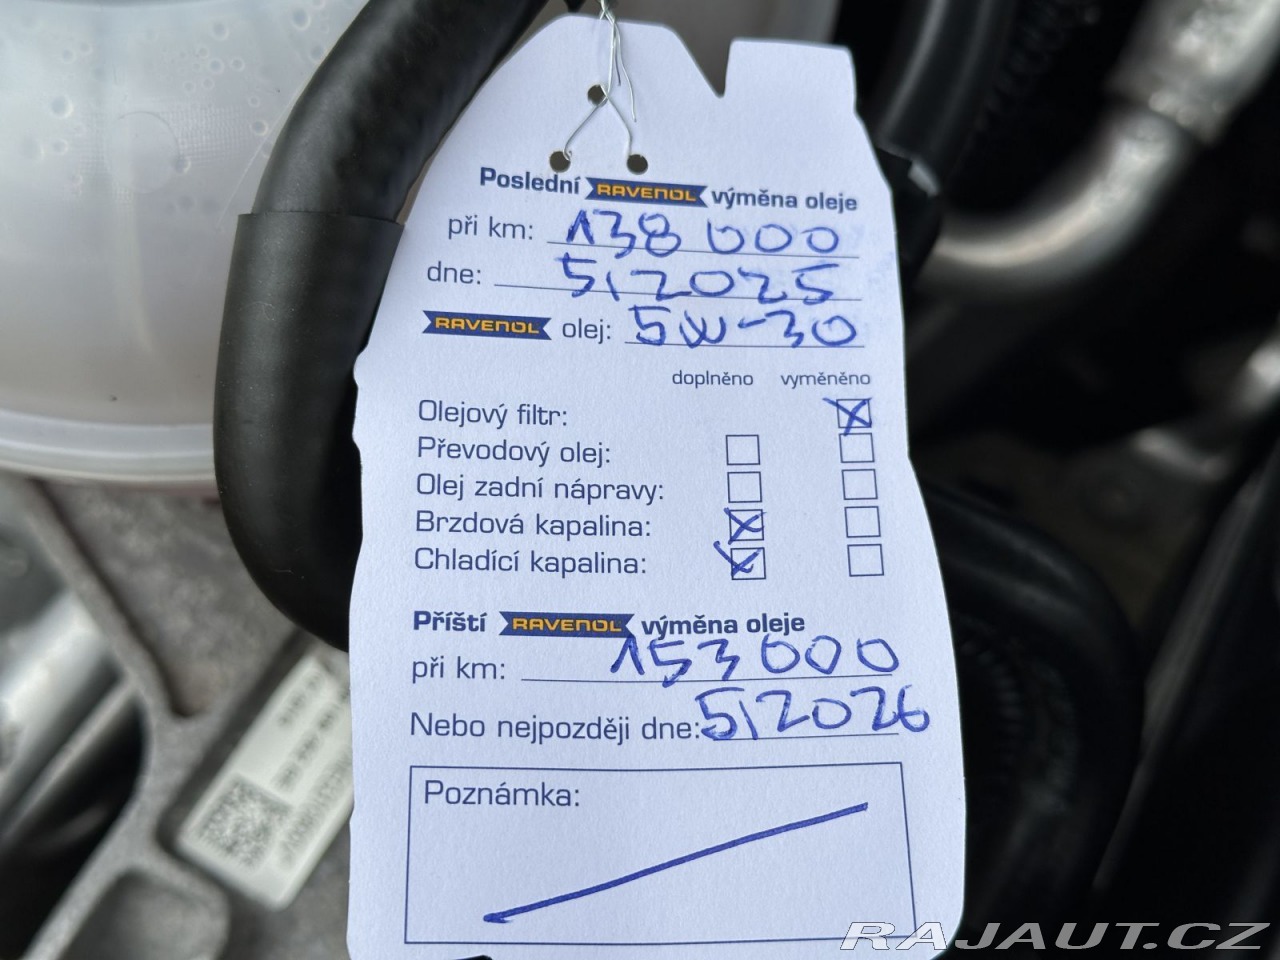 Poslední RAVENOL výměna oleje
při km: 138 000
dne: 5/2025
RAVENOL olej: 5W-30
doplněno vyměněno
Olejový filtr:
Převodový olej:
Olej zadní nápravy:
Brzdová kapalina:
Chladící kapalina:
Příští RAVENOL výměna oleje
při km: 153 000
Nebo nejpozději dne: 5/2026
Poznámka:
RAJAUT.CZ